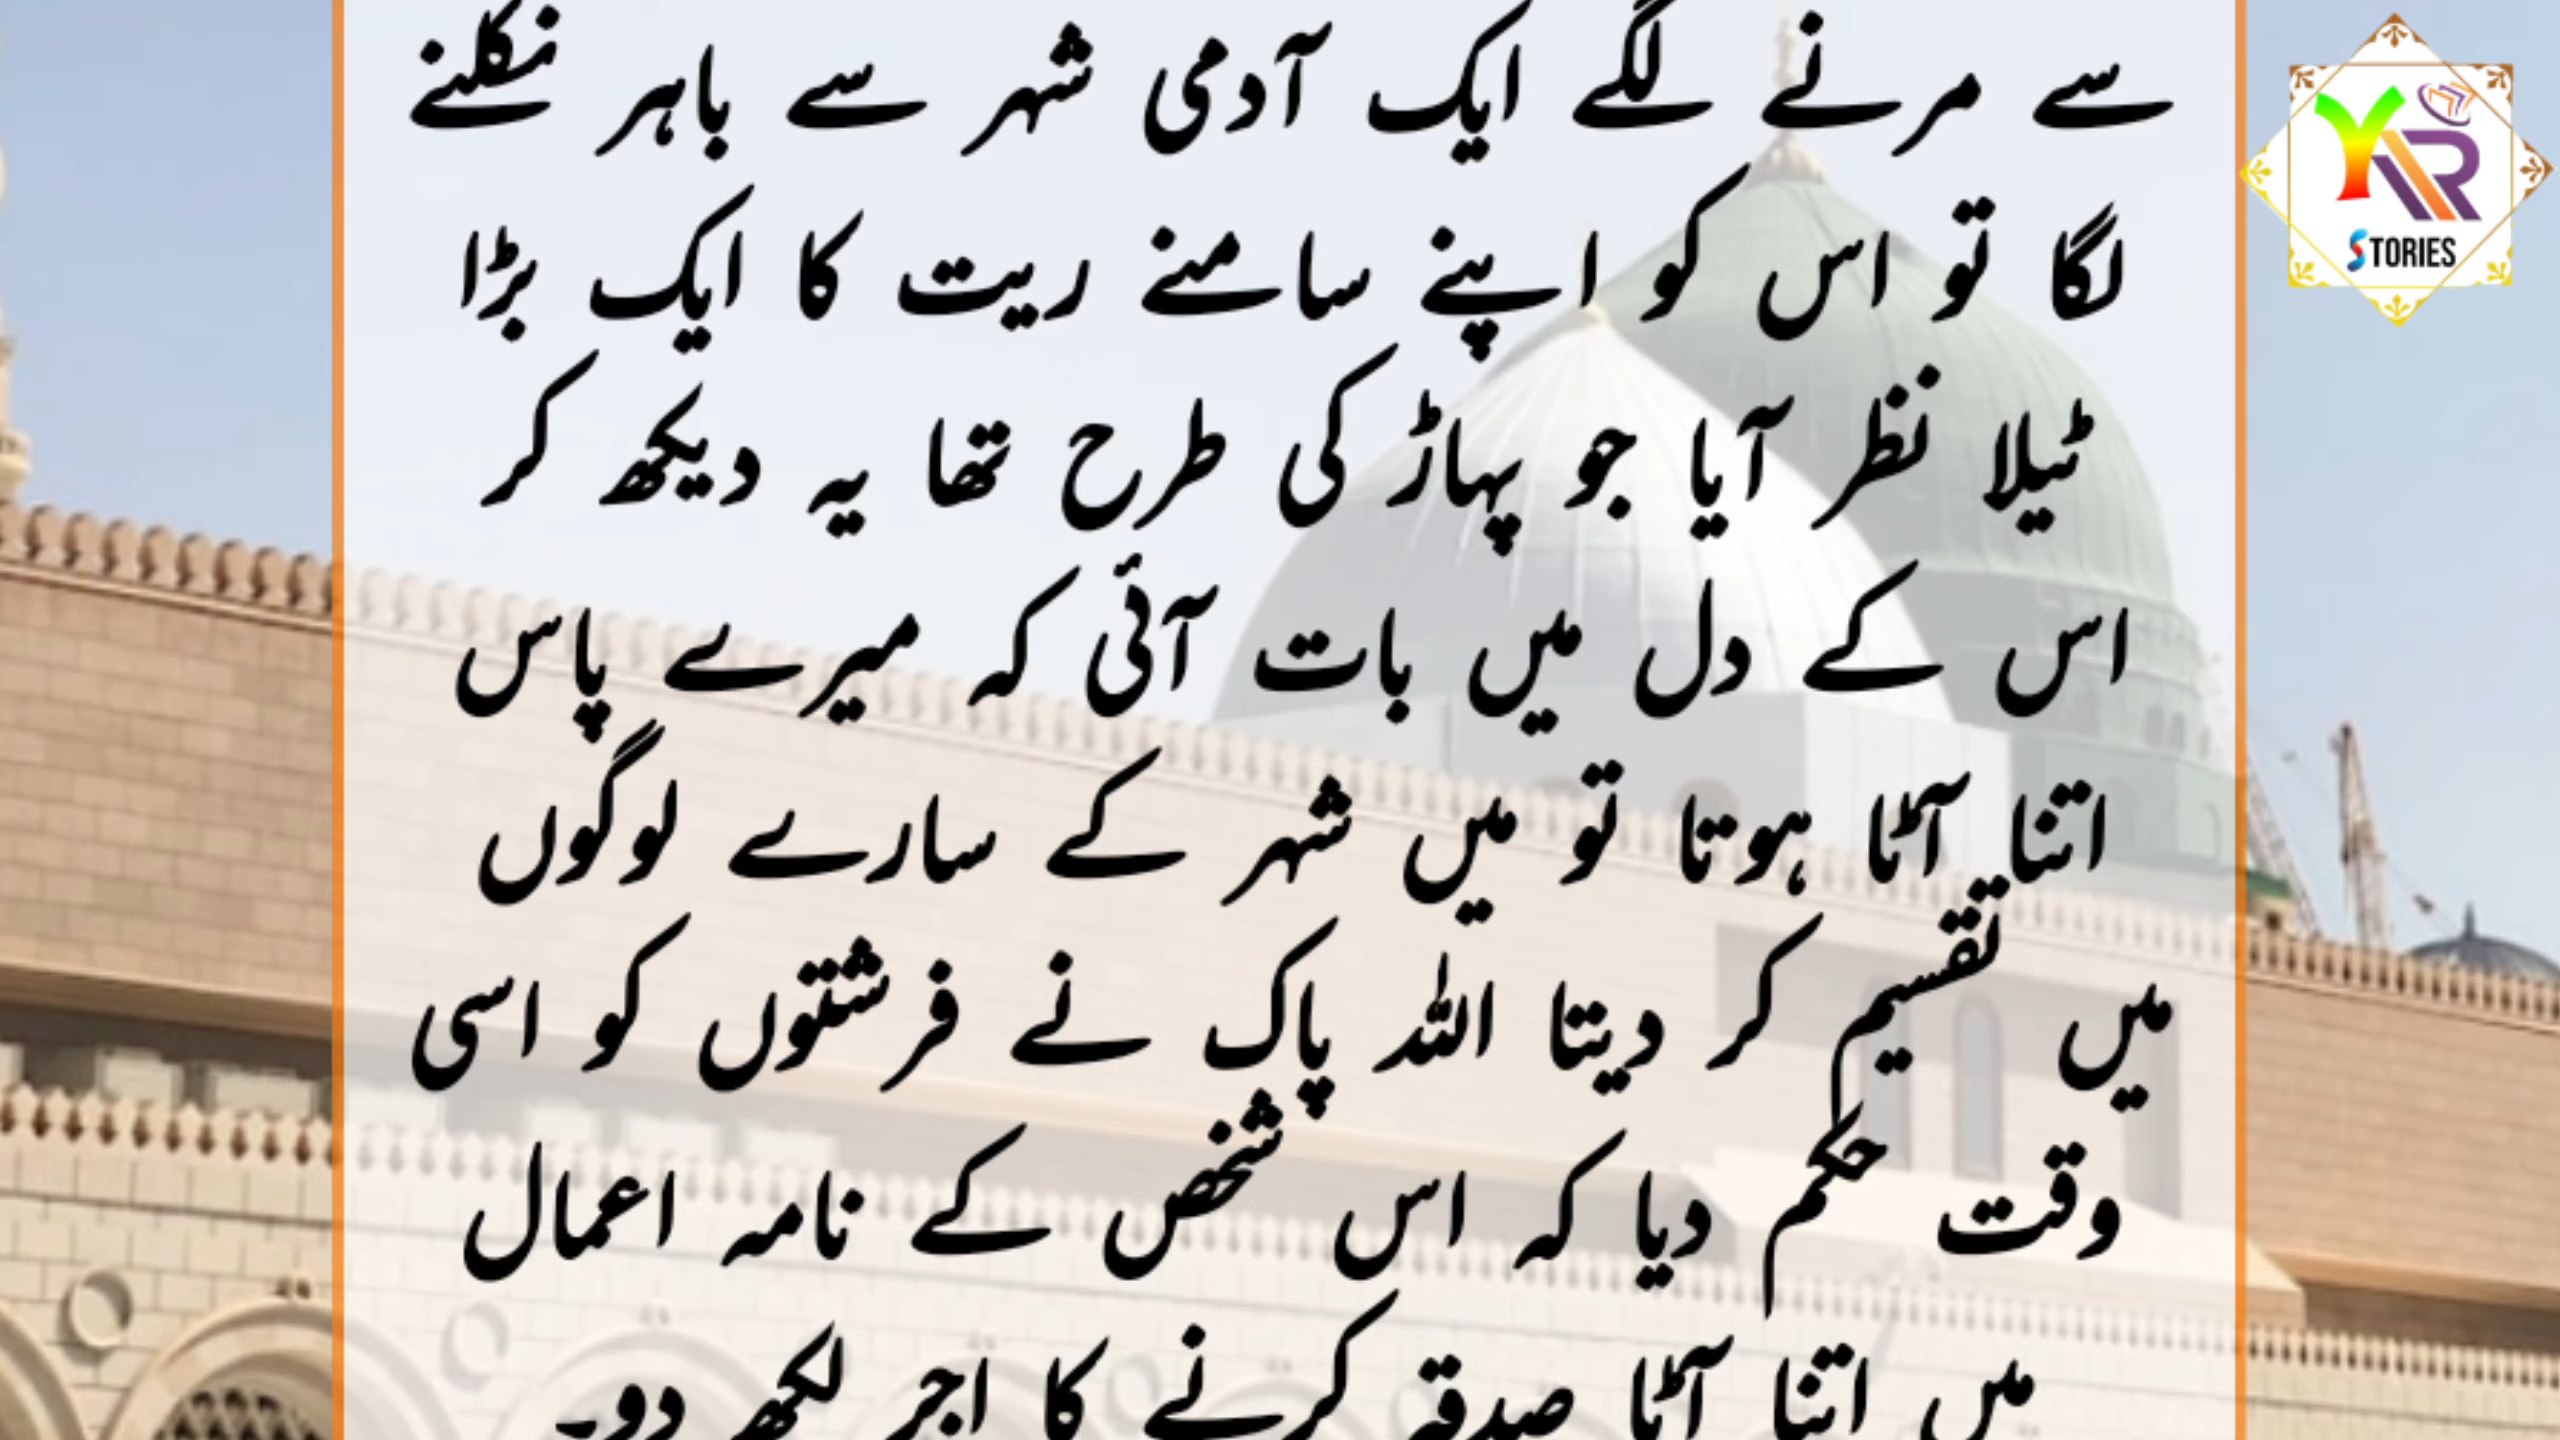 سے مرنے لگے ایک آدمی شہر سے باہر نکلنے
لگا تو اس کو اپنے سامنے ریت کا ایک بڑا
ٹیلا نظر آیا جو پہاڑ کی طرح تھا یہ دیکھ کر
اس کے دل میں بات آئی کہ میرے پاس
اتنا آٹا ہوتا تو میں شہر کے سارے لوگوں
میں تقسیم کر دیتا اللہ پاک نے فرشتوں کو اسی
وقت حکم دیا کہ اس شخص کے نامہ اعمال
میں اتنا آٹا صدقہ کرنے کا اجر لکھ دو۔
YR
STORIES